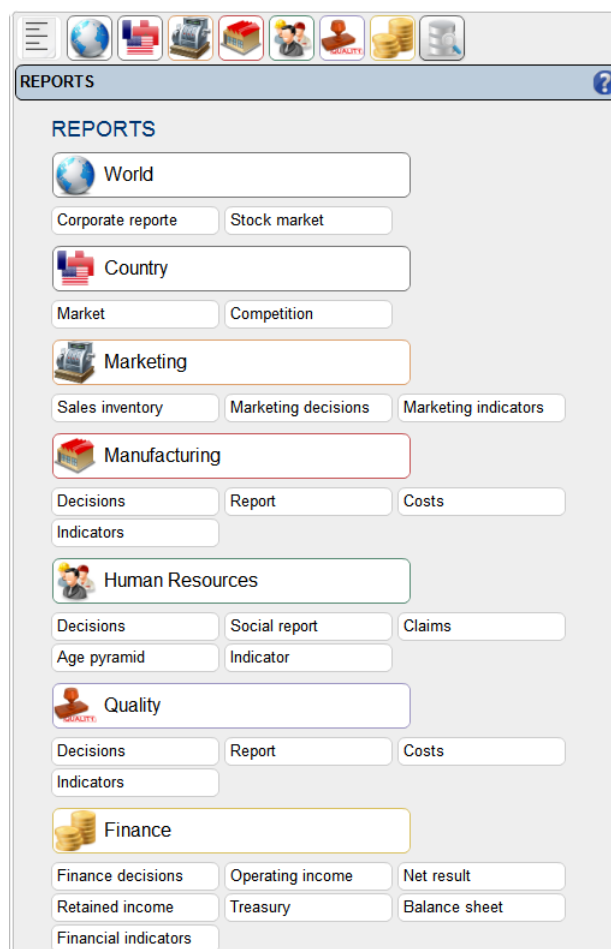 QUALITY
REPORTS
REPORTS
World
Corporate reporte Stock market
Country
Market Competition
Marketing
Sales inventory Marketing decisions Marketing indicators
Manufacturing
Decisions Report Costs
Indicators
Human Resources
Decisions Social report Claims
Age pyramid Indicator
QUALITY
Quality
Decisions Report Costs
Indicators
Finance
Finance decisions Operating income Net result
Retained income Treasury Balance sheet
Financial indicators